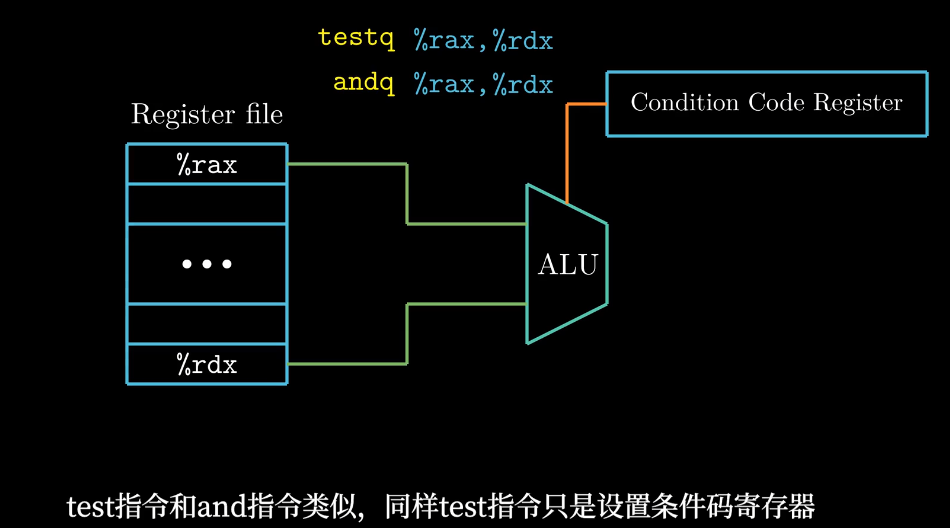 testq %rax,%rdx
andq %rax,%rdx
Condition Code Register
Register file
%rax
...
ALU
%rdx
test指令和and指令类似，同样test指令只是设置条件码寄存器